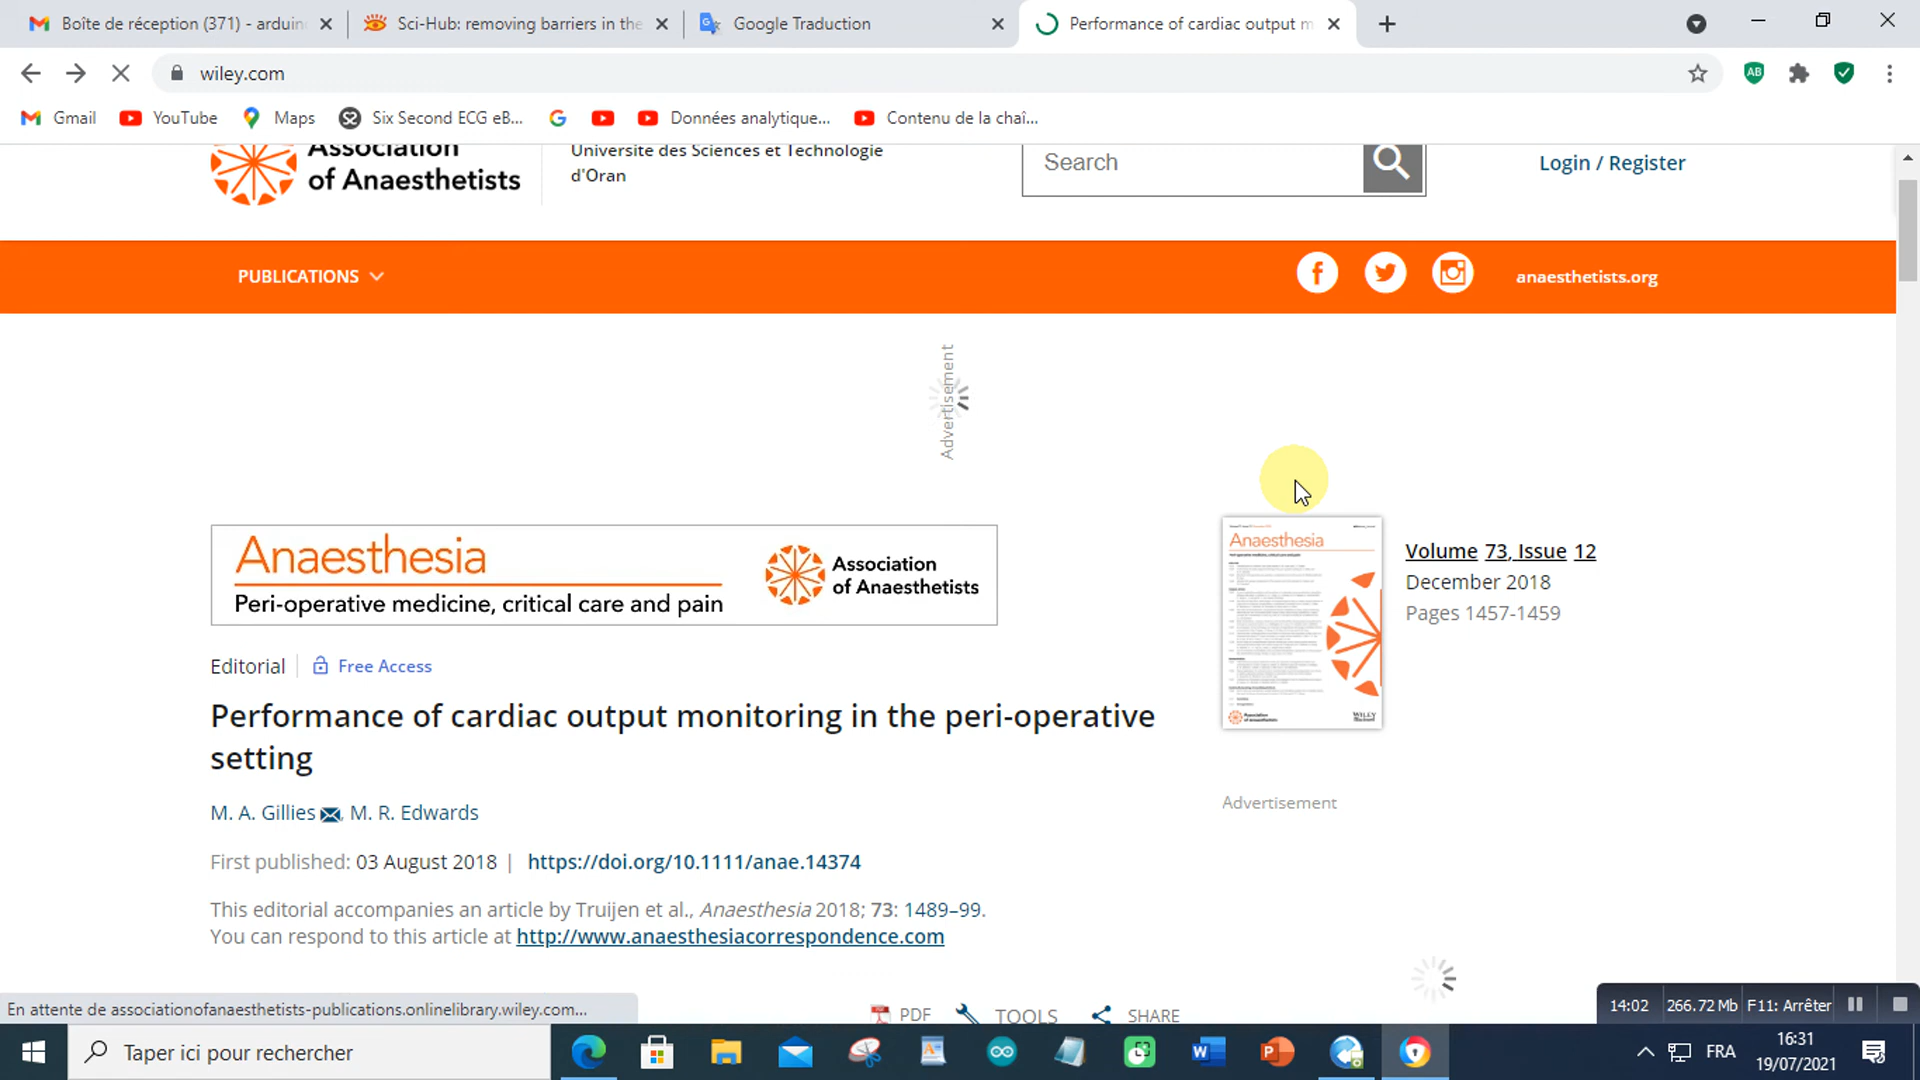 Boîte de réception (371) - arduin
Sci-Hub: removing barriers in the
Google Traduction
Performance of cardiac output m
wiley.com
Gmail
YouTube
Maps
Six Second ECG eB...
Données analytique...
Contenu de la chaî...
Association
of Anaesthetists
Universite des Sciences et Technologie
d'Oran
Search
Login / Register
PUBLICATIONS
anaesthetists.org
Advertisement
Anaesthesia
Peri-operative medicine, critical care and pain
Association
of Anaesthetists
Anaesthesia
Volume 73, Issue 12
December 2018
Pages 1457-1459
Editorial
Free Access
Performance of cardiac output monitoring in the peri-operative
setting
M. A. Gillies , M. R. Edwards
Advertisement
First published: 03 August 2018 | https://doi.org/10.1111/anae.14374
This editorial accompanies an article by Truijen et al., Anaesthesia 2018; 73: 1489–99.
You can respond to this article at http://www.anaesthesiacorrespondence.com
PDF
TOOLS
SHARE
En attente de associationofanaesthetists-publications.onlinelibrary.wiley.com...
14:02
266.72 Mb
F11: Arrêter
Taper ici pour rechercher
FRA
16:31
19/07/2021